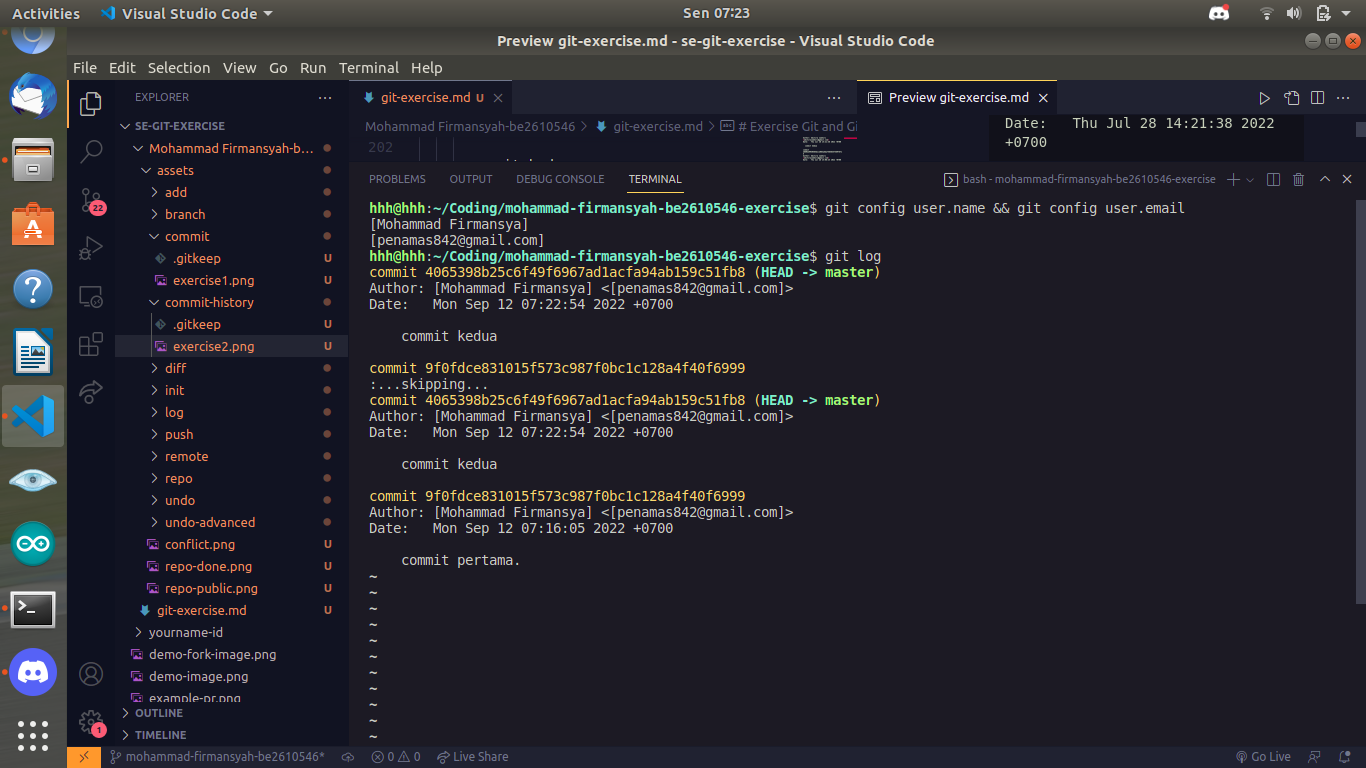 Activities
Visual Studio Code
Sen 07:23
Preview git-exercise.md - se-git-exercise - Visual Studio Code
File Edit Selection View Go Run Terminal Help
EXPLORER
SE-GIT-EXERCISE
Mohammad Firmansyah-b...
assets
add
branch
commit
.gitkeep U
exercise1.png U
commit-history
.gitkeep U
exercise2.png U
diff
init
log
push
remote
repo
undo
undo-advanced
conflict.png U
repo-done.png U
repo-public.png U
git-exercise.md U
yourname-id
demo-fork-image.png
demo-image.png
example-pr.png
OUTLINE
TIMELINE
22
1
git-exercise.md U
Mohammad Firmansyah-be2610546 > git-exercise.md > # Exercise Git and Gi
202
Preview git-exercise.md
Date: Thu Jul 28 14:21:38 2022
+0700
PROBLEMS OUTPUT DEBUG CONSOLE TERMINAL
bash - mohammad-firmansyah-be2610546-exercise
hhh@hhh:~/Coding/mohammad-firmansyah-be2610546-exercise$ git config user.name && git config user.email
[Mohammad Firmansya]
[penamas842@gmail.com]
hhh@hhh:~/Coding/mohammad-firmansyah-be2610546-exercise$ git log
commit 4065398b25c6f49f6967ad1acfa94ab159c51fb8 (HEAD -> master)
Author: [Mohammad Firmansya] <[penamas842@gmail.com]>
Date:   Mon Sep 12 07:22:54 2022 +0700
commit kedua
commit 9f0fdce831015f573c987f0bc1c128a4f40f6999
:...skipping...
commit 4065398b25c6f49f6967ad1acfa94ab159c51fb8 (HEAD -> master)
Author: [Mohammad Firmansya] <[penamas842@gmail.com]>
Date:   Mon Sep 12 07:22:54 2022 +0700
commit kedua
commit 9f0fdce831015f573c987f0bc1c128a4f40f6999
Author: [Mohammad Firmansya] <[penamas842@gmail.com]>
Date:   Mon Sep 12 07:16:05 2022 +0700
commit pertama.
~
~
~
~
~
~
~
~
~
~
~
mohammad-firmansyah-be2610546* 0 0 Live Share
Go Live